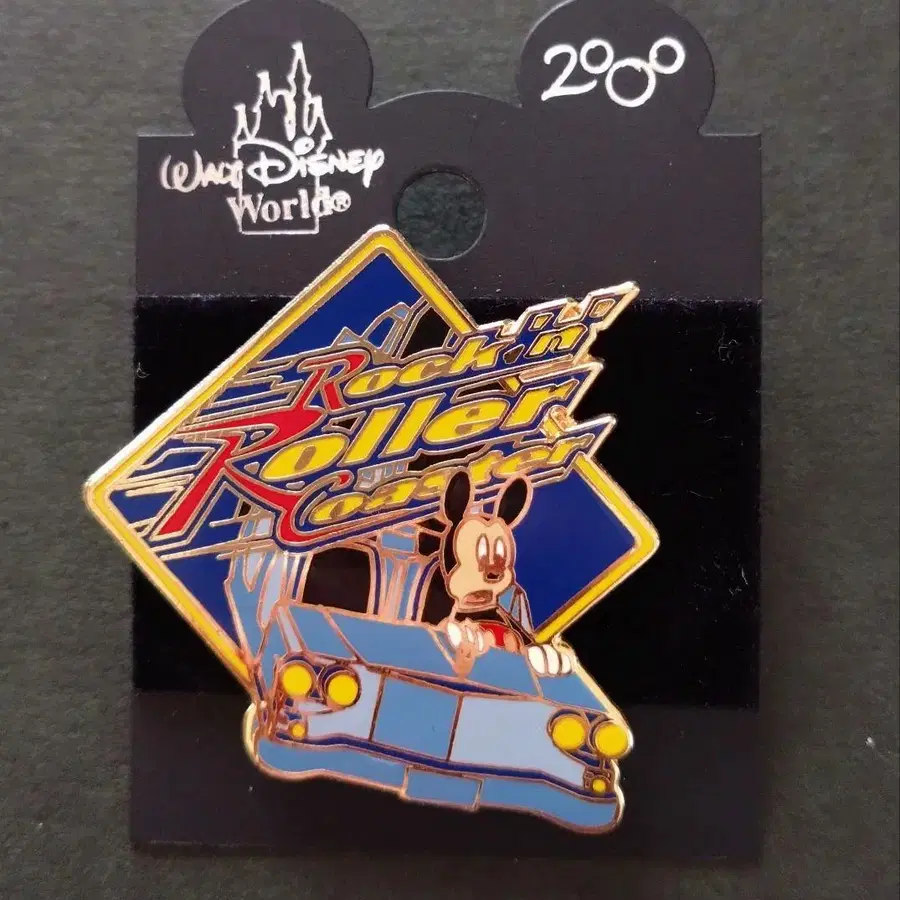 Walt Disney
World®
2000
Rock 'n'
Roller
Coaster